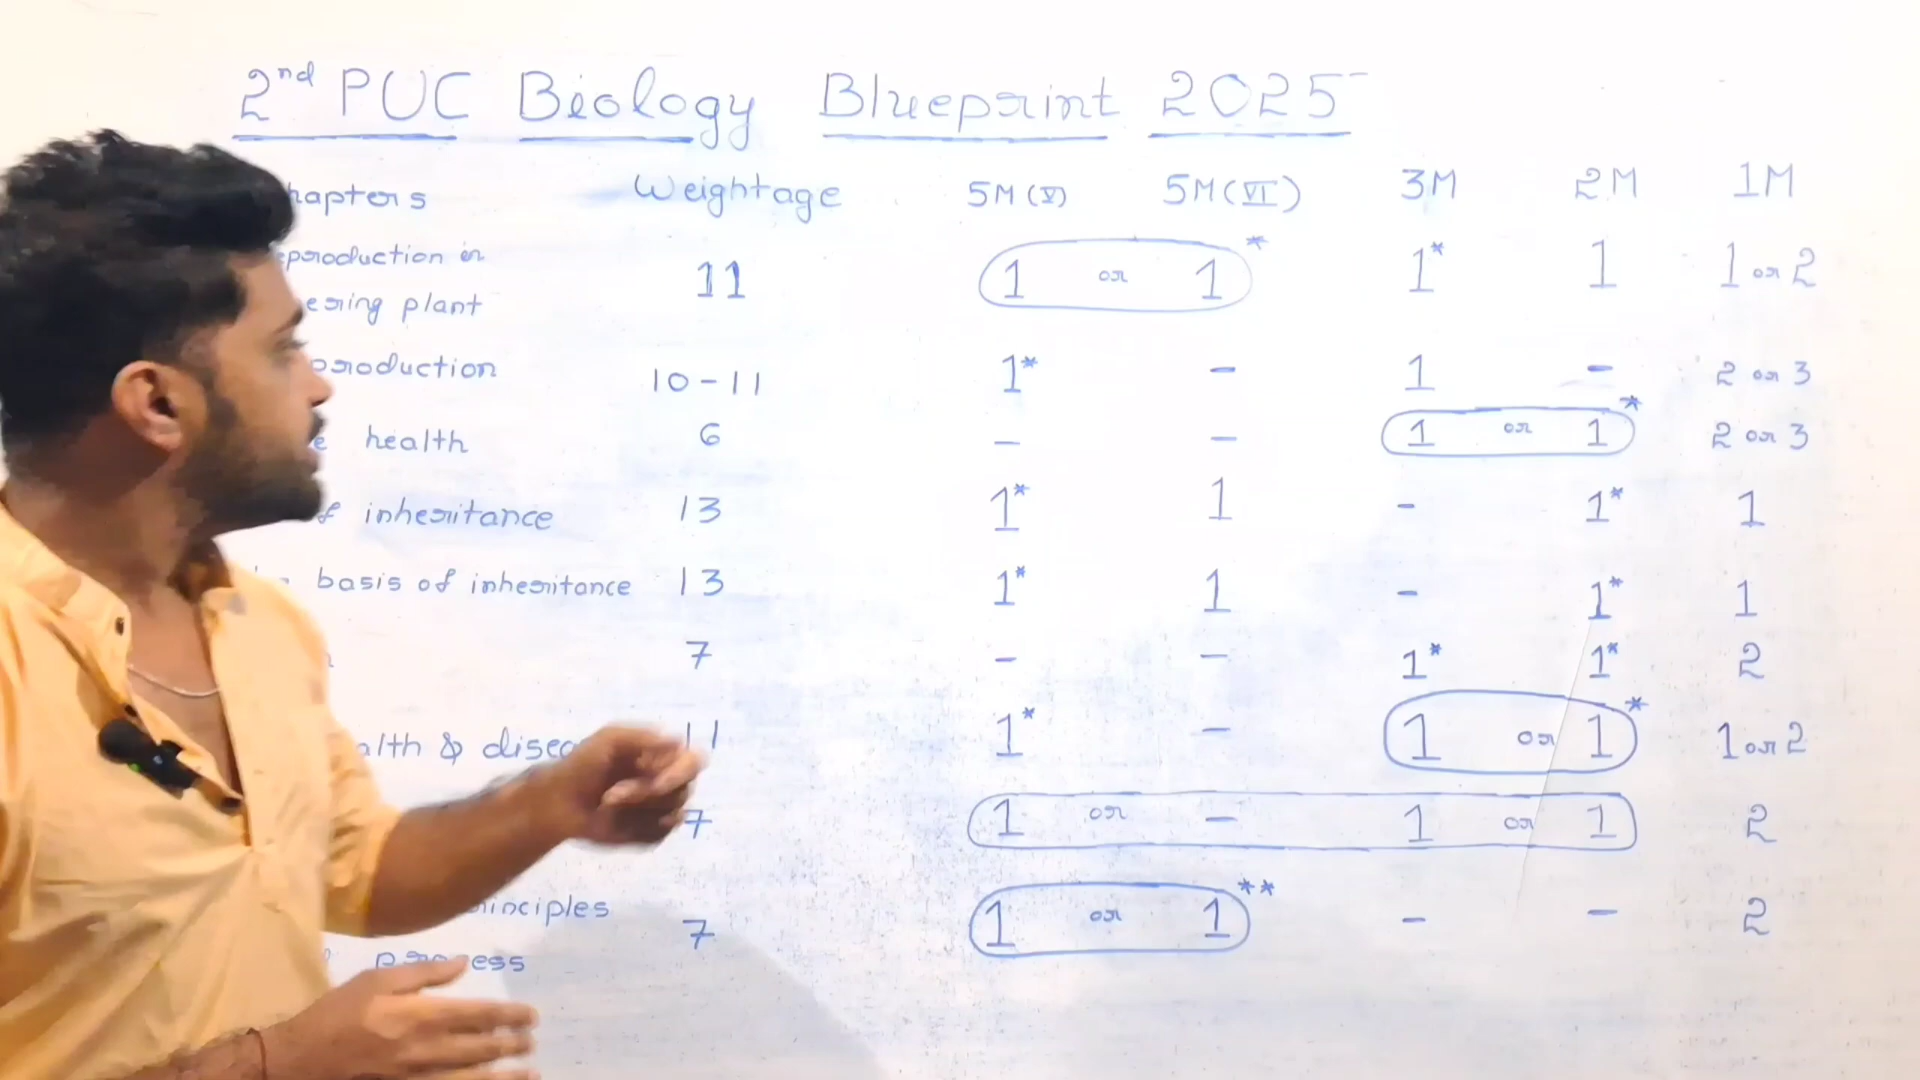 2nd PUC Biology Blueprint 2025
hapters Weightage 5M (V) 5M (VI) 3M 2M 1M
eproduction in
ering plant 11 1 or 1* 1* 1 1 or 2
production 10-11 1* - 1 - 2 or 3
e health 6 - - 1 or 1* 2 or 3
of inheritance 13 1* 1 - 1* 1
basis of inheritance 13 1* 1 - 1* 1
7 - - 1* 1* 2
alth & disea 11 1* - 1 or 1* 1 or 2
7 1 or - 1 or 1 2
inciples
7 1 or 1** - - 2
process